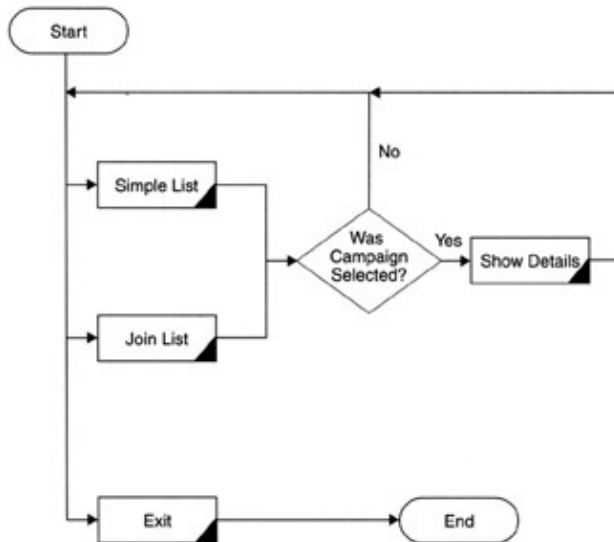 Start
No
Simple List
Was
Campaign
Selected?
Yes
Show Details
Join List
Exit
End